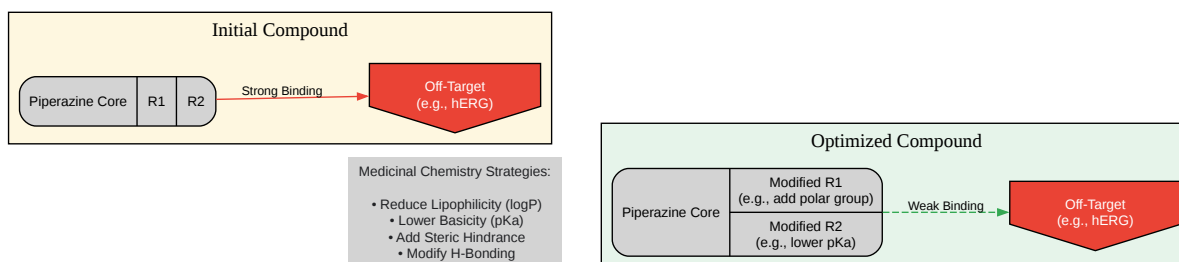 Initial Compound
Piperazine Core
R1
R2
Strong Binding
Off-Target
(e.g., hERG)
Medicinal Chemistry Strategies:
• Reduce Lipophilicity (logP)
• Lower Basicity (pKa)
• Add Steric Hindrance
• Modify H-Bonding
Optimized Compound
Piperazine Core
Modified R1
(e.g., add polar group)
Modified R2
(e.g., lower pKa)
Weak Binding
Off-Target
(e.g., hERG)